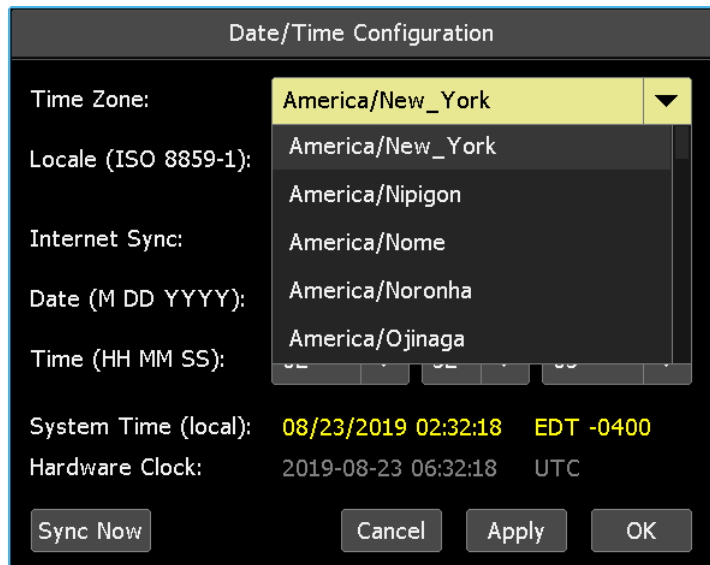 Date/Time Configuration
Time Zone:
America/New_York
America/New_York
Locale (ISO 8859-1):
America/Nipigon
America/Nome
Internet Sync:
America/Noronha
Date (M DD YYYY):
America/Ojinaga
Time (HH MM SS):
System Time (local): 08/23/2019 02:32:18 EDT -0400
Hardware Clock: 2019-08-23 06:32:18 UTC
Sync Now Cancel Apply OK